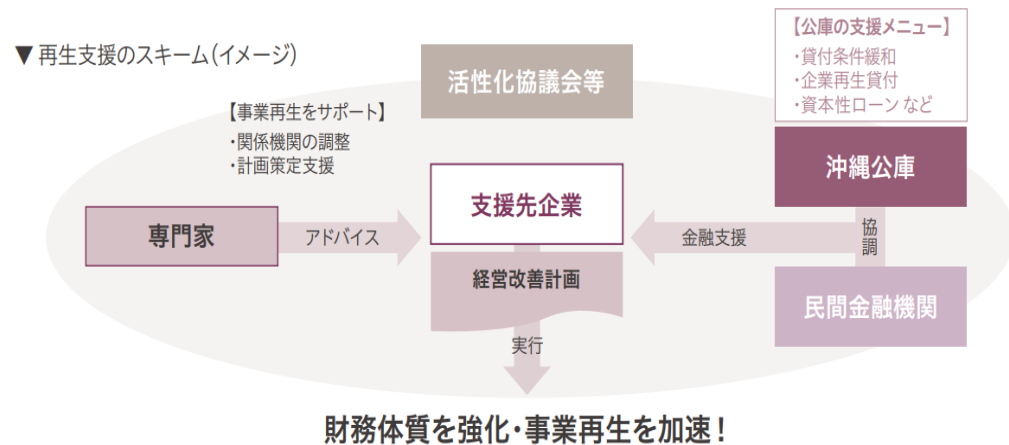 ▼再生支援のスキーム（イメージ）
【公庫の支援メニュー】
・貸付条件緩和
・企業再生貸付
・資本性ローン など
活性化協議会等
【事業再生をサポート】
・関係機関の調整
・計画策定支援
沖縄公庫
支援先企業
専門家
アドバイス
金融支援
協調
経営改善計画
民間金融機関
実行
財務体質を強化・事業再生を加速！